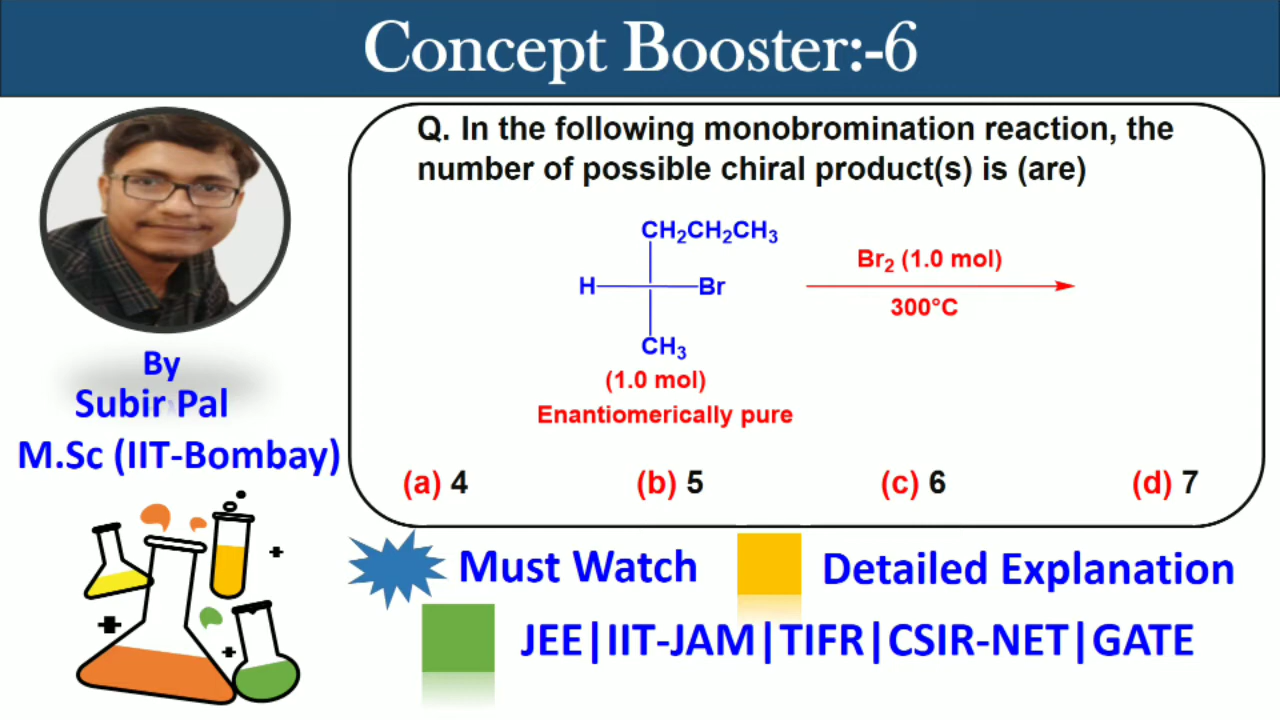 Concept Booster:-6
Q. In the following monobromination reaction, the
number of possible chiral product(s) is (are)
CH₂CH₂CH₃
H
Br
CH₃
(1.0 mol)
Enantiomerically pure
Br₂ (1.0 mol)
300°C
(a) 4 (b) 5 (c) 6 (d) 7
By
Subir Pal
M.Sc (IIT-Bombay)
Must Watch
Detailed Explanation
JEE|IIT-JAM|TIFR|CSIR-NET|GATE